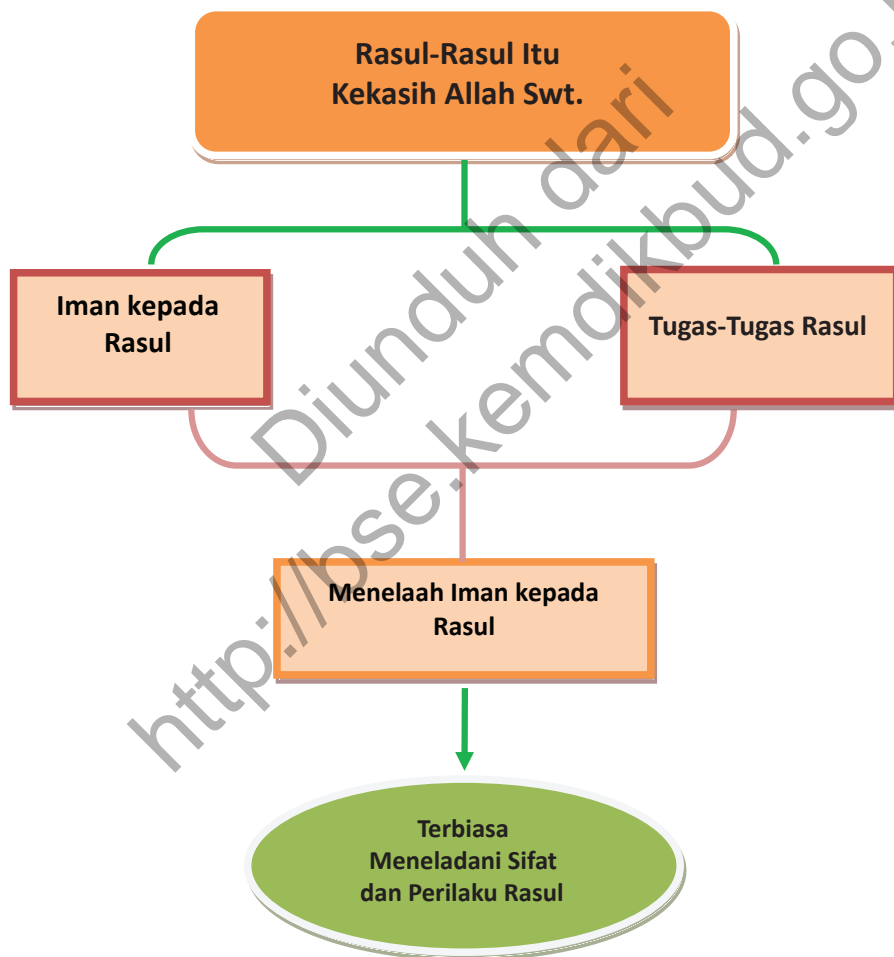 Rasul-Rasul Itu
Kekasih Allah Swt.
Iman kepada
Rasul
Tugas-Tugas Rasul
Menelaah Iman kepada
Rasul
Terbiasa
Meneladani Sifat
dan Perilaku Rasul
Diunduh dari
http://bse.kemdikbud.go.